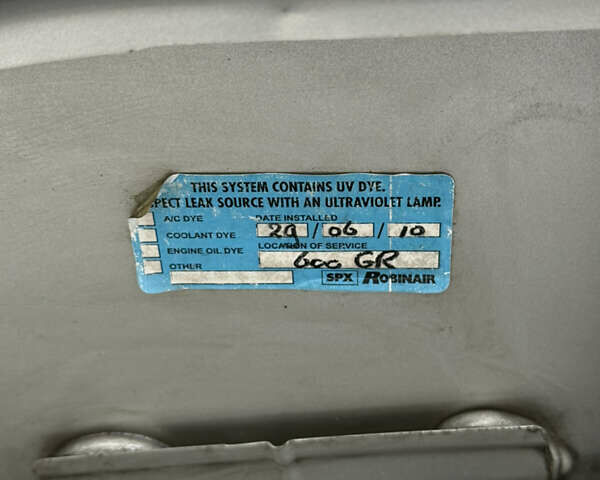 THIS SYSTEM CONTAINS UV DYE.
PECT LEAK SOURCE WITH AN ULTRAVIOLET LAMP.
A/C DYE DATE INSTALLED
COOLANT DYE 29 / 06 / 10
ENGINE OIL DYE LOCATION OF SERVICE
600 GR
OTHER
SPX ROBINAIR